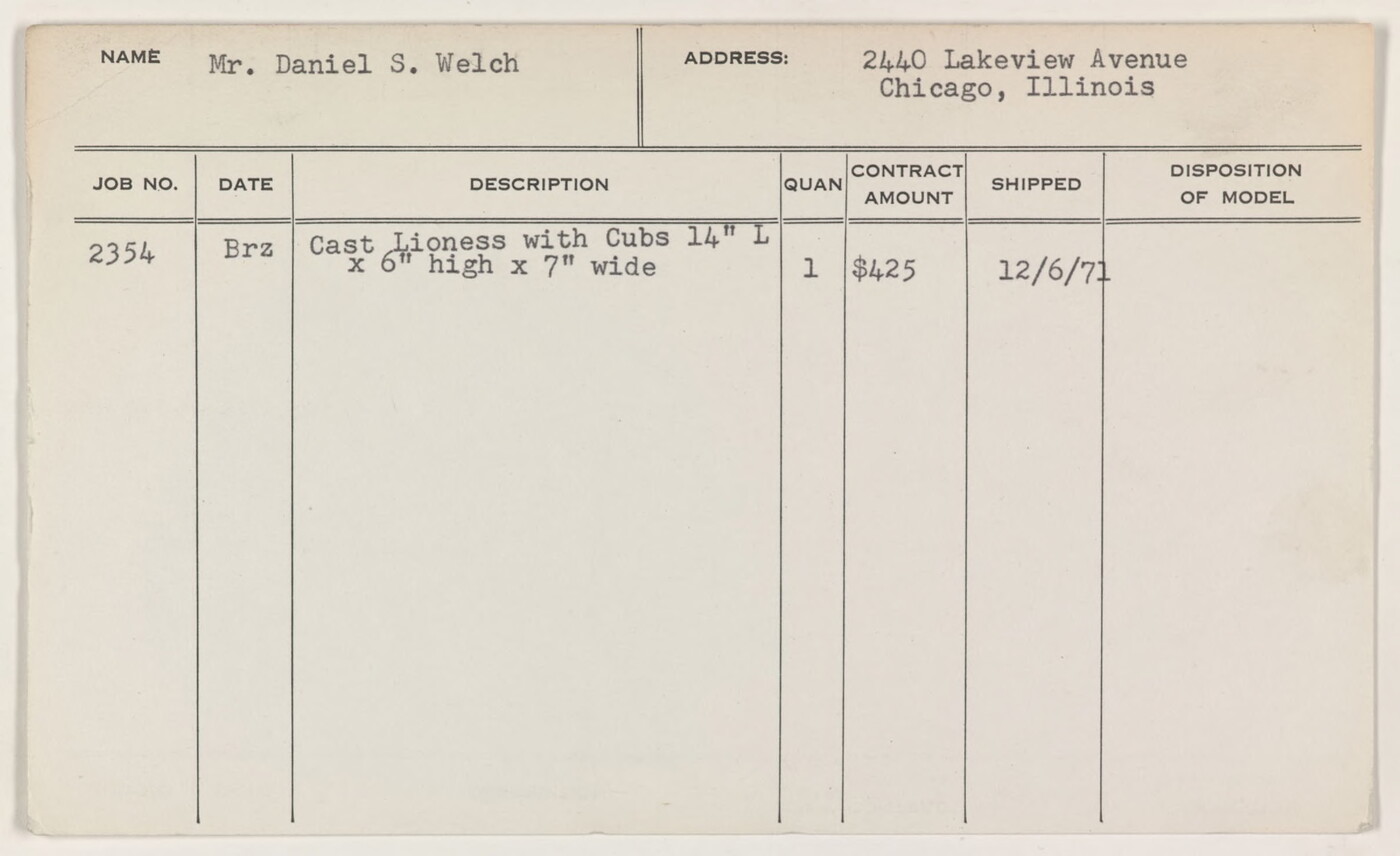 NAME Mr. Daniel S. Welch ADDRESS: 2440 Lakeview Avenue
Chicago, Illinois
JOB NO. DATE DESCRIPTION QUAN CONTRACT AMOUNT SHIPPED DISPOSITION OF MODEL
2354 Brz Cast Lioness with Cubs 14" L
x 6" high x 7" wide 1 $425 12/6/71